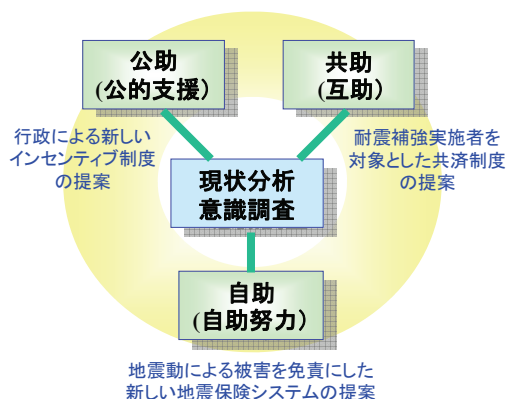 公助
(公的支援)
共助
(互助)
行政による新しい
インセンティブ制度
の提案
耐震補強実施者を
対象とした共済制度
の提案
現状分析
意識調査
自助
(自助努力)
地震動による被害を免責にした
新しい地震保険システムの提案